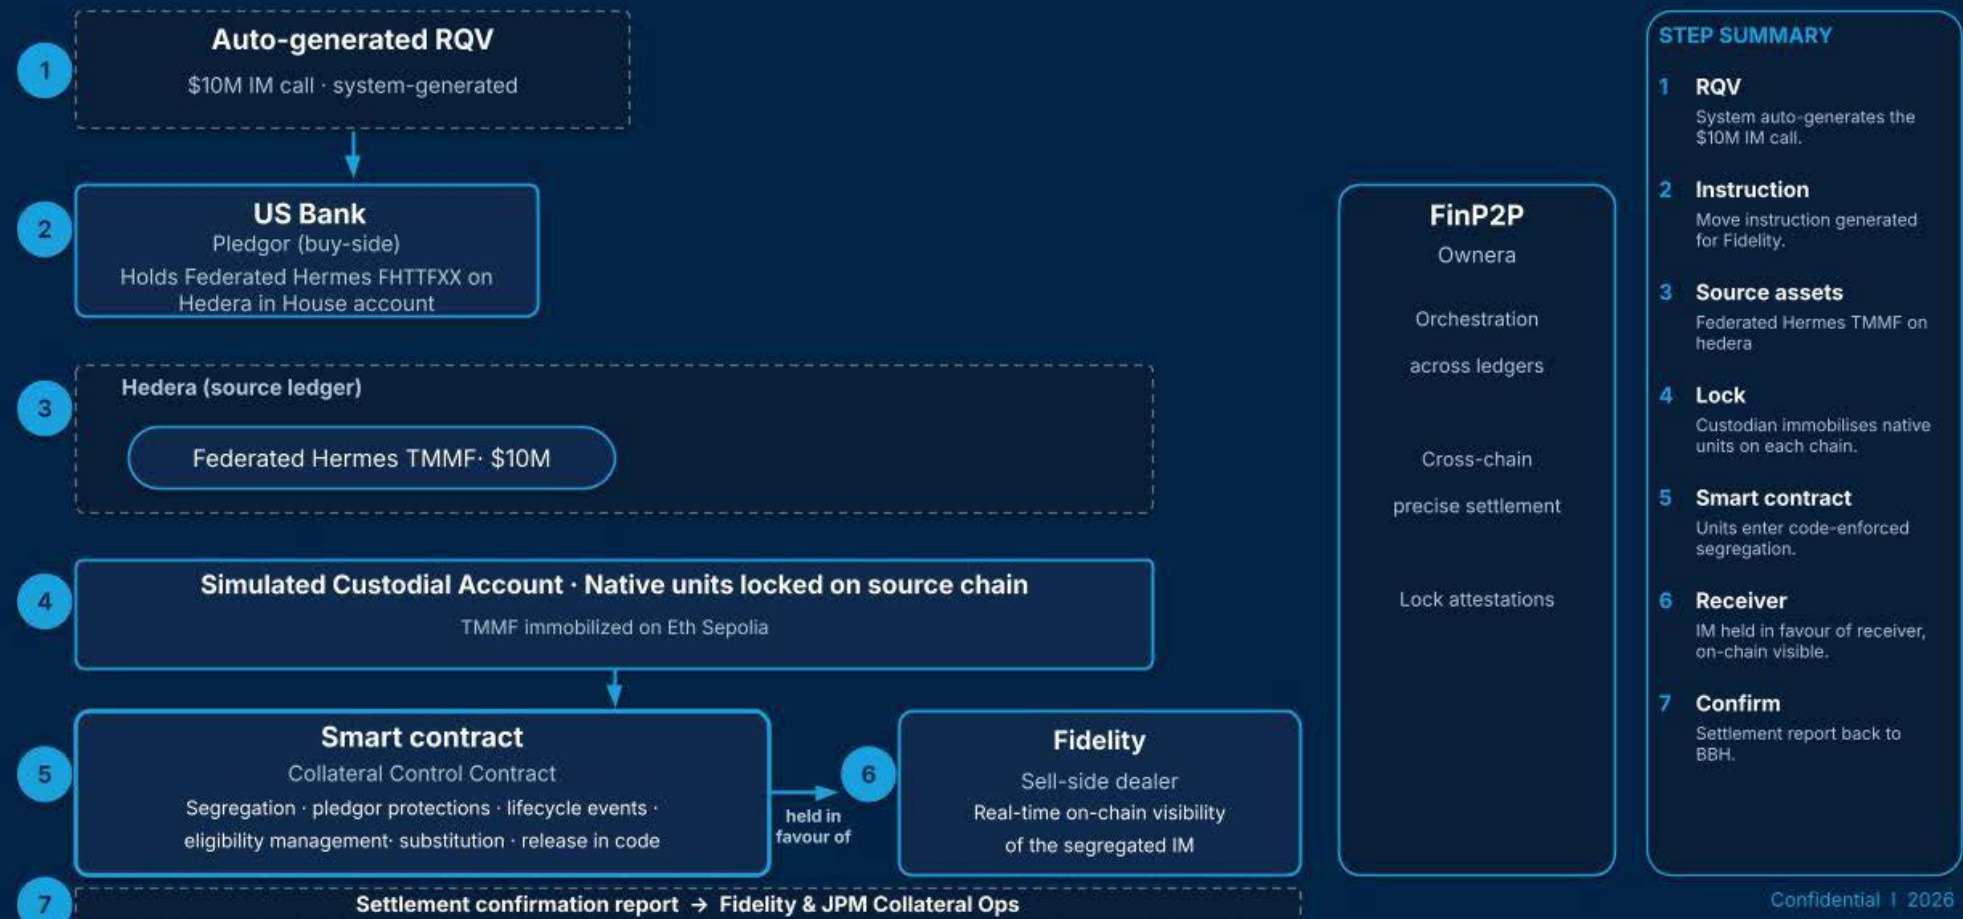 1
Auto-generated RQV
$10M IM call · system-generated
2
US Bank
Pledgor (buy-side)
Holds Federated Hermes FHTTFXX on
Hedera in House account
3
Hedera (source ledger)
Federated Hermes TMMF· $10M
4
Simulated Custodial Account · Native units locked on source chain
TMMF immobilized on Eth Sepolia
5
Smart contract
Collateral Control Contract
Segregation · pledgor protections · lifecycle events ·
eligibility management· substitution · release in code
held in
favour of
6
Fidelity
Sell-side dealer
Real-time on-chain visibility
of the segregated IM
7
Settlement confirmation report → Fidelity & JPM Collateral Ops
FinP2P
Ownera
Orchestration
across ledgers
Cross-chain
precise settlement
Lock attestations
STEP SUMMARY
1 RQV
System auto-generates the
$10M IM call.
2 Instruction
Move instruction generated
for Fidelity.
3 Source assets
Federated Hermes TMMF on
hedera
4 Lock
Custodian immobilises native
units on each chain.
5 Smart contract
Units enter code-enforced
segregation.
6 Receiver
IM held in favour of receiver,
on-chain visible.
7 Confirm
Settlement report back to
BBH.
Confidential | 2026